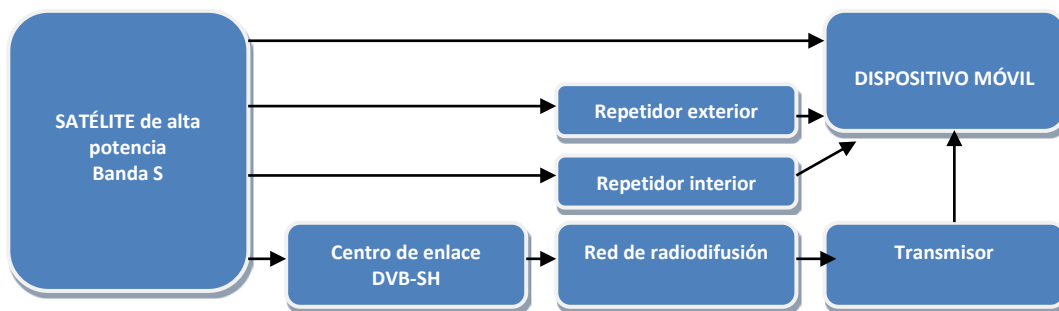 SATÉLITE de alta
potencia
Banda S
DISPOSITIVO MÓVIL
Repetidor exterior
Repetidor interior
Centro de enlace
DVB-SH
Red de radiodifusión
Transmisor